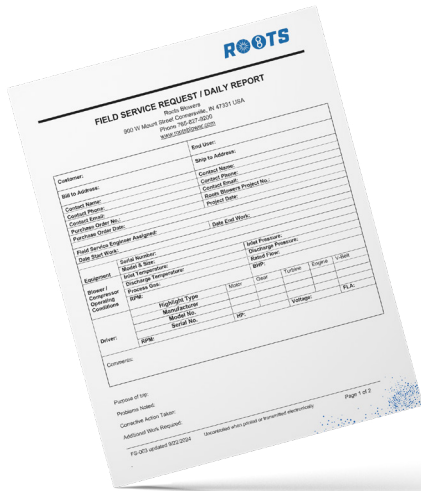 ROOTS
FIELD SERVICE REQUEST / DAILY REPORT
Roots Blowers
900 W Mount Street Connersville, IN 47331 USA
Phone 765-827-9200
www.rootsblower.com
Customer: End User:
Bill to Address: Ship to Address:
Contact Name: Contact Name:
Contact Phone: Contact Phone:
Contact Email: Contact Email:
Purchase Order No.: Roots Blowers Project No.:
Purchase Order Date: Project Date:
Field Service Engineer Assigned:
Date Start Work: Date End Work:
Equipment Serial Number:
Model & Size:
Blower / Compressor Operating Conditions
Inlet Temperature: Inlet Pressure:
Discharge Temperature: Discharge Pressure:
Process Gas: Rated Flow:
RPM: BHP:
Driver:
Highlight Type Motor Gear Turbine Engine V-Belt
Manufacturer
Model No.
Serial No.
RPM: HP: Voltage: FLA:
Comments:
Purpose of trip:
Problems Noted:
Corrective Action Taken:
Additional Work Required:
FS-003 updated 9/22/2024 Uncontrolled when printed or transmitted electronically Page 1 of 3